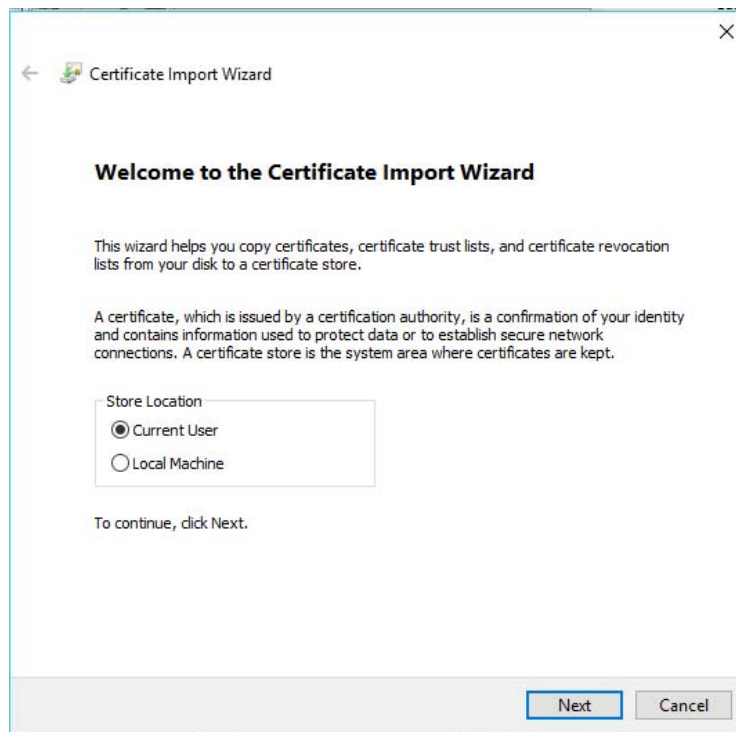 Certificate Import Wizard
Welcome to the Certificate Import Wizard
This wizard helps you copy certificates, certificate trust lists, and certificate revocation
lists from your disk to a certificate store.
A certificate, which is issued by a certification authority, is a confirmation of your identity
and contains information used to protect data or to establish secure network
connections. A certificate store is the system area where certificates are kept.
Store Location
Current User
Local Machine
To continue, click Next.
Next
Cancel